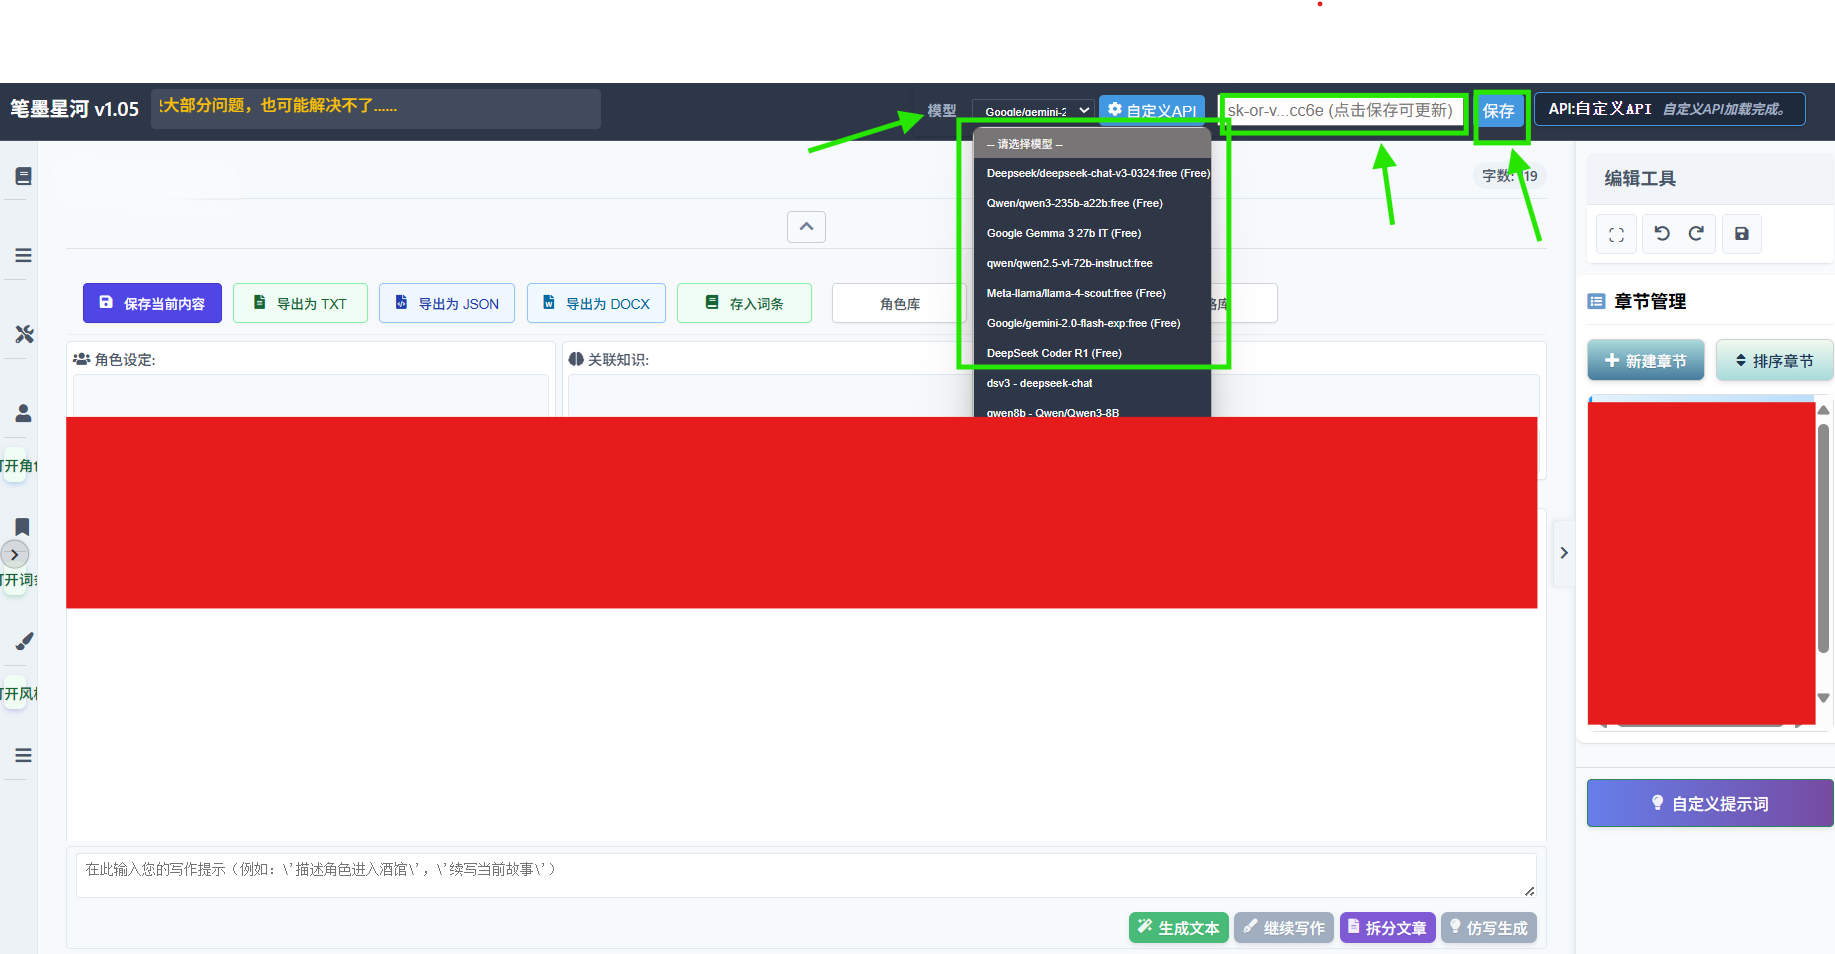 笔墨星河 v1.05
大部分问题，也可能解决不了......
模型
Google/gemini-2
自定义API
sk-or-v...cc6e (点击保存可更新)
保存
API:自定义API 自定义API加载完成。
-- 请选择模型 --
Deepseek/deepseek-chat-v3-0324:free (Free)
Qwen/qwen3-235b-a22b:free (Free)
Google Gemma 3 27b IT (Free)
qwen/qwen2.5-vl-72b-instruct:free
Meta-llama/llama-4-scout:free (Free)
Google/gemini-2.0-flash-exp:free (Free)
DeepSeek Coder R1 (Free)
dsv3 - deepseek-chat
qwen8b - Qwen/Qwen3-8B
字数: 19
编辑工具
保存当前内容
导出为 TXT
导出为 JSON
导出为 DOCX
存入词条
角色库
库
章节管理
新建章节
排序章节
角色设定:
关联知识:
打开角色
打开词条
打开风格
自定义提示词
在此输入您的写作提示（例如：\'描述角色进入酒馆\'，\'续写当前故事\'）
生成文本
继续写作
拆分文章
仿写生成